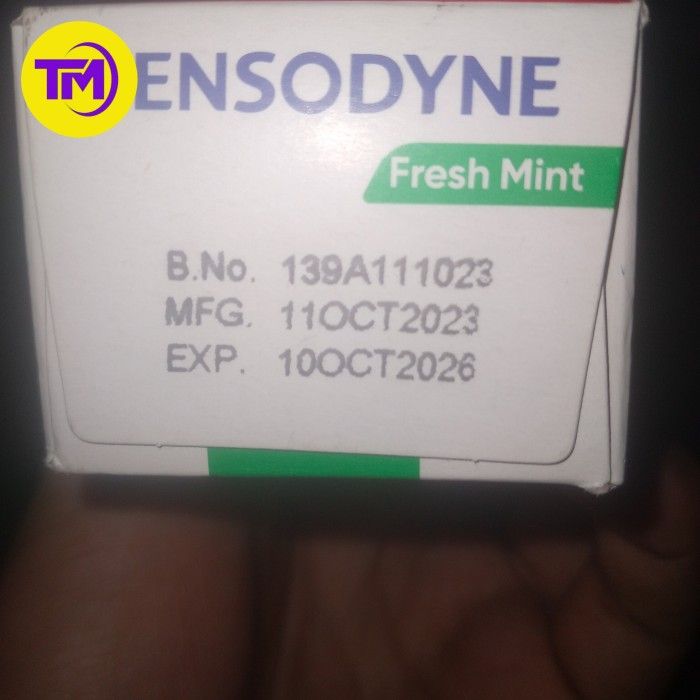 TM
ENSODYNE
Fresh Mint
B.No. 139A111023
MFG. 11OCT2023
EXP. 10OCT2026